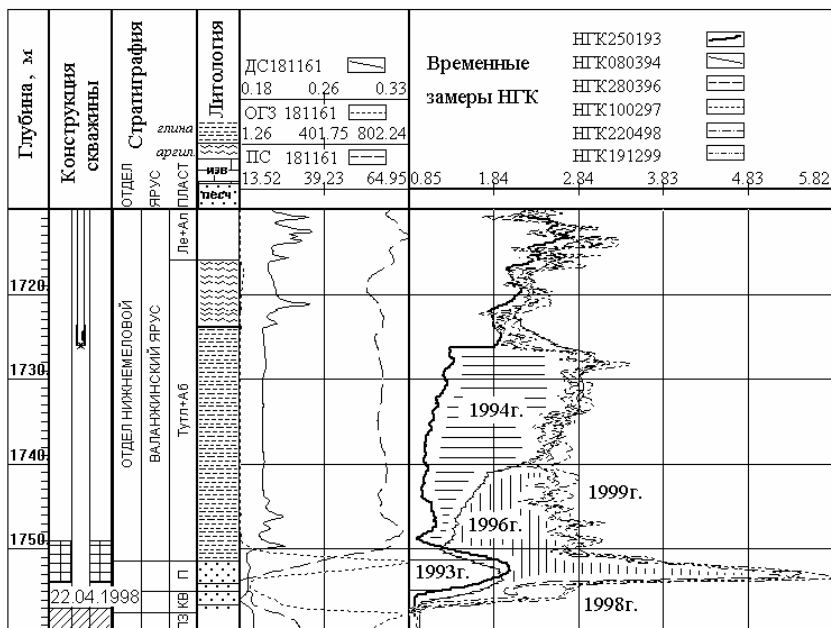 Глубина, м
Конструкция
скважины
Стратиграфия
ОТДЕЛ
ЯРУС
ПЛАСТ
Литология
глина
аргил.
изв
песч
ДС181161
0.18 0.26 0.33
ОГЗ 181161
1.26 401.75 802.24
ПС 181161
13.52 39.23 64.95
Временные
замеры НГК
НГК250193
НГК080394
НГК280396
НГК100297
НГК220498
НГК191299
0.85 1.84 2.84 3.83 4.83 5.82
1720
1730
1740
1750
ОТДЕЛ НИЖНЕМЕЛОВОЙ
ВАЛАНЖИНСКИЙ ЯРУС
Ле+Ал
Тутл+Аб
П
КВ
ПЗ
22.04.1998
1994г.
1999г.
1996г.
1993г.
1998г.